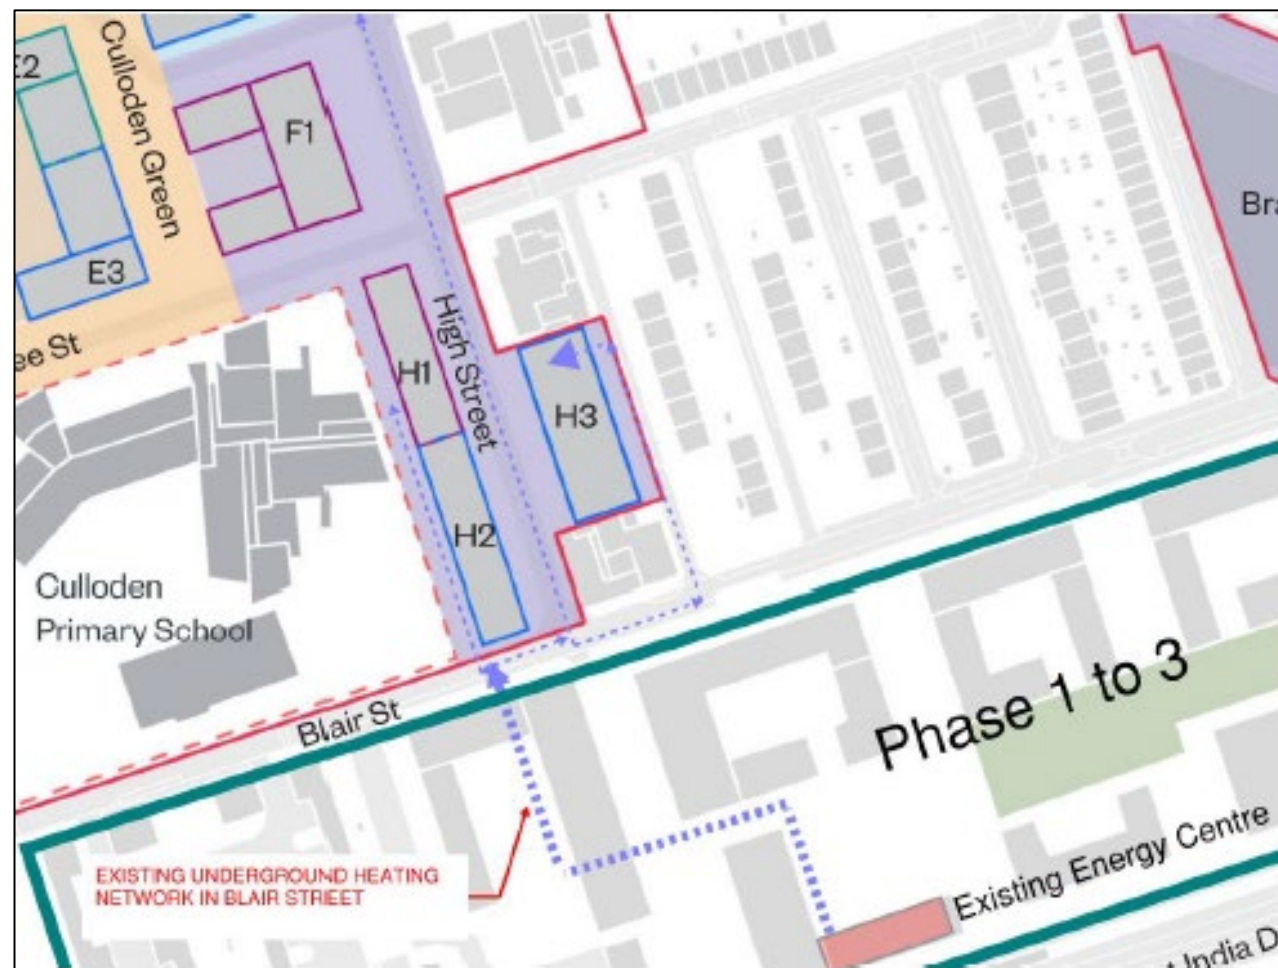 E2
Culloden Green
F1
Bra
E3
ee St
High Street
H1
H3
H2
Culloden
Primary School
Blair St
Phase 1 to 3
EXISTING UNDERGROUND HEATING
NETWORK IN BLAIR STREET
Existing Energy Centre
t India D